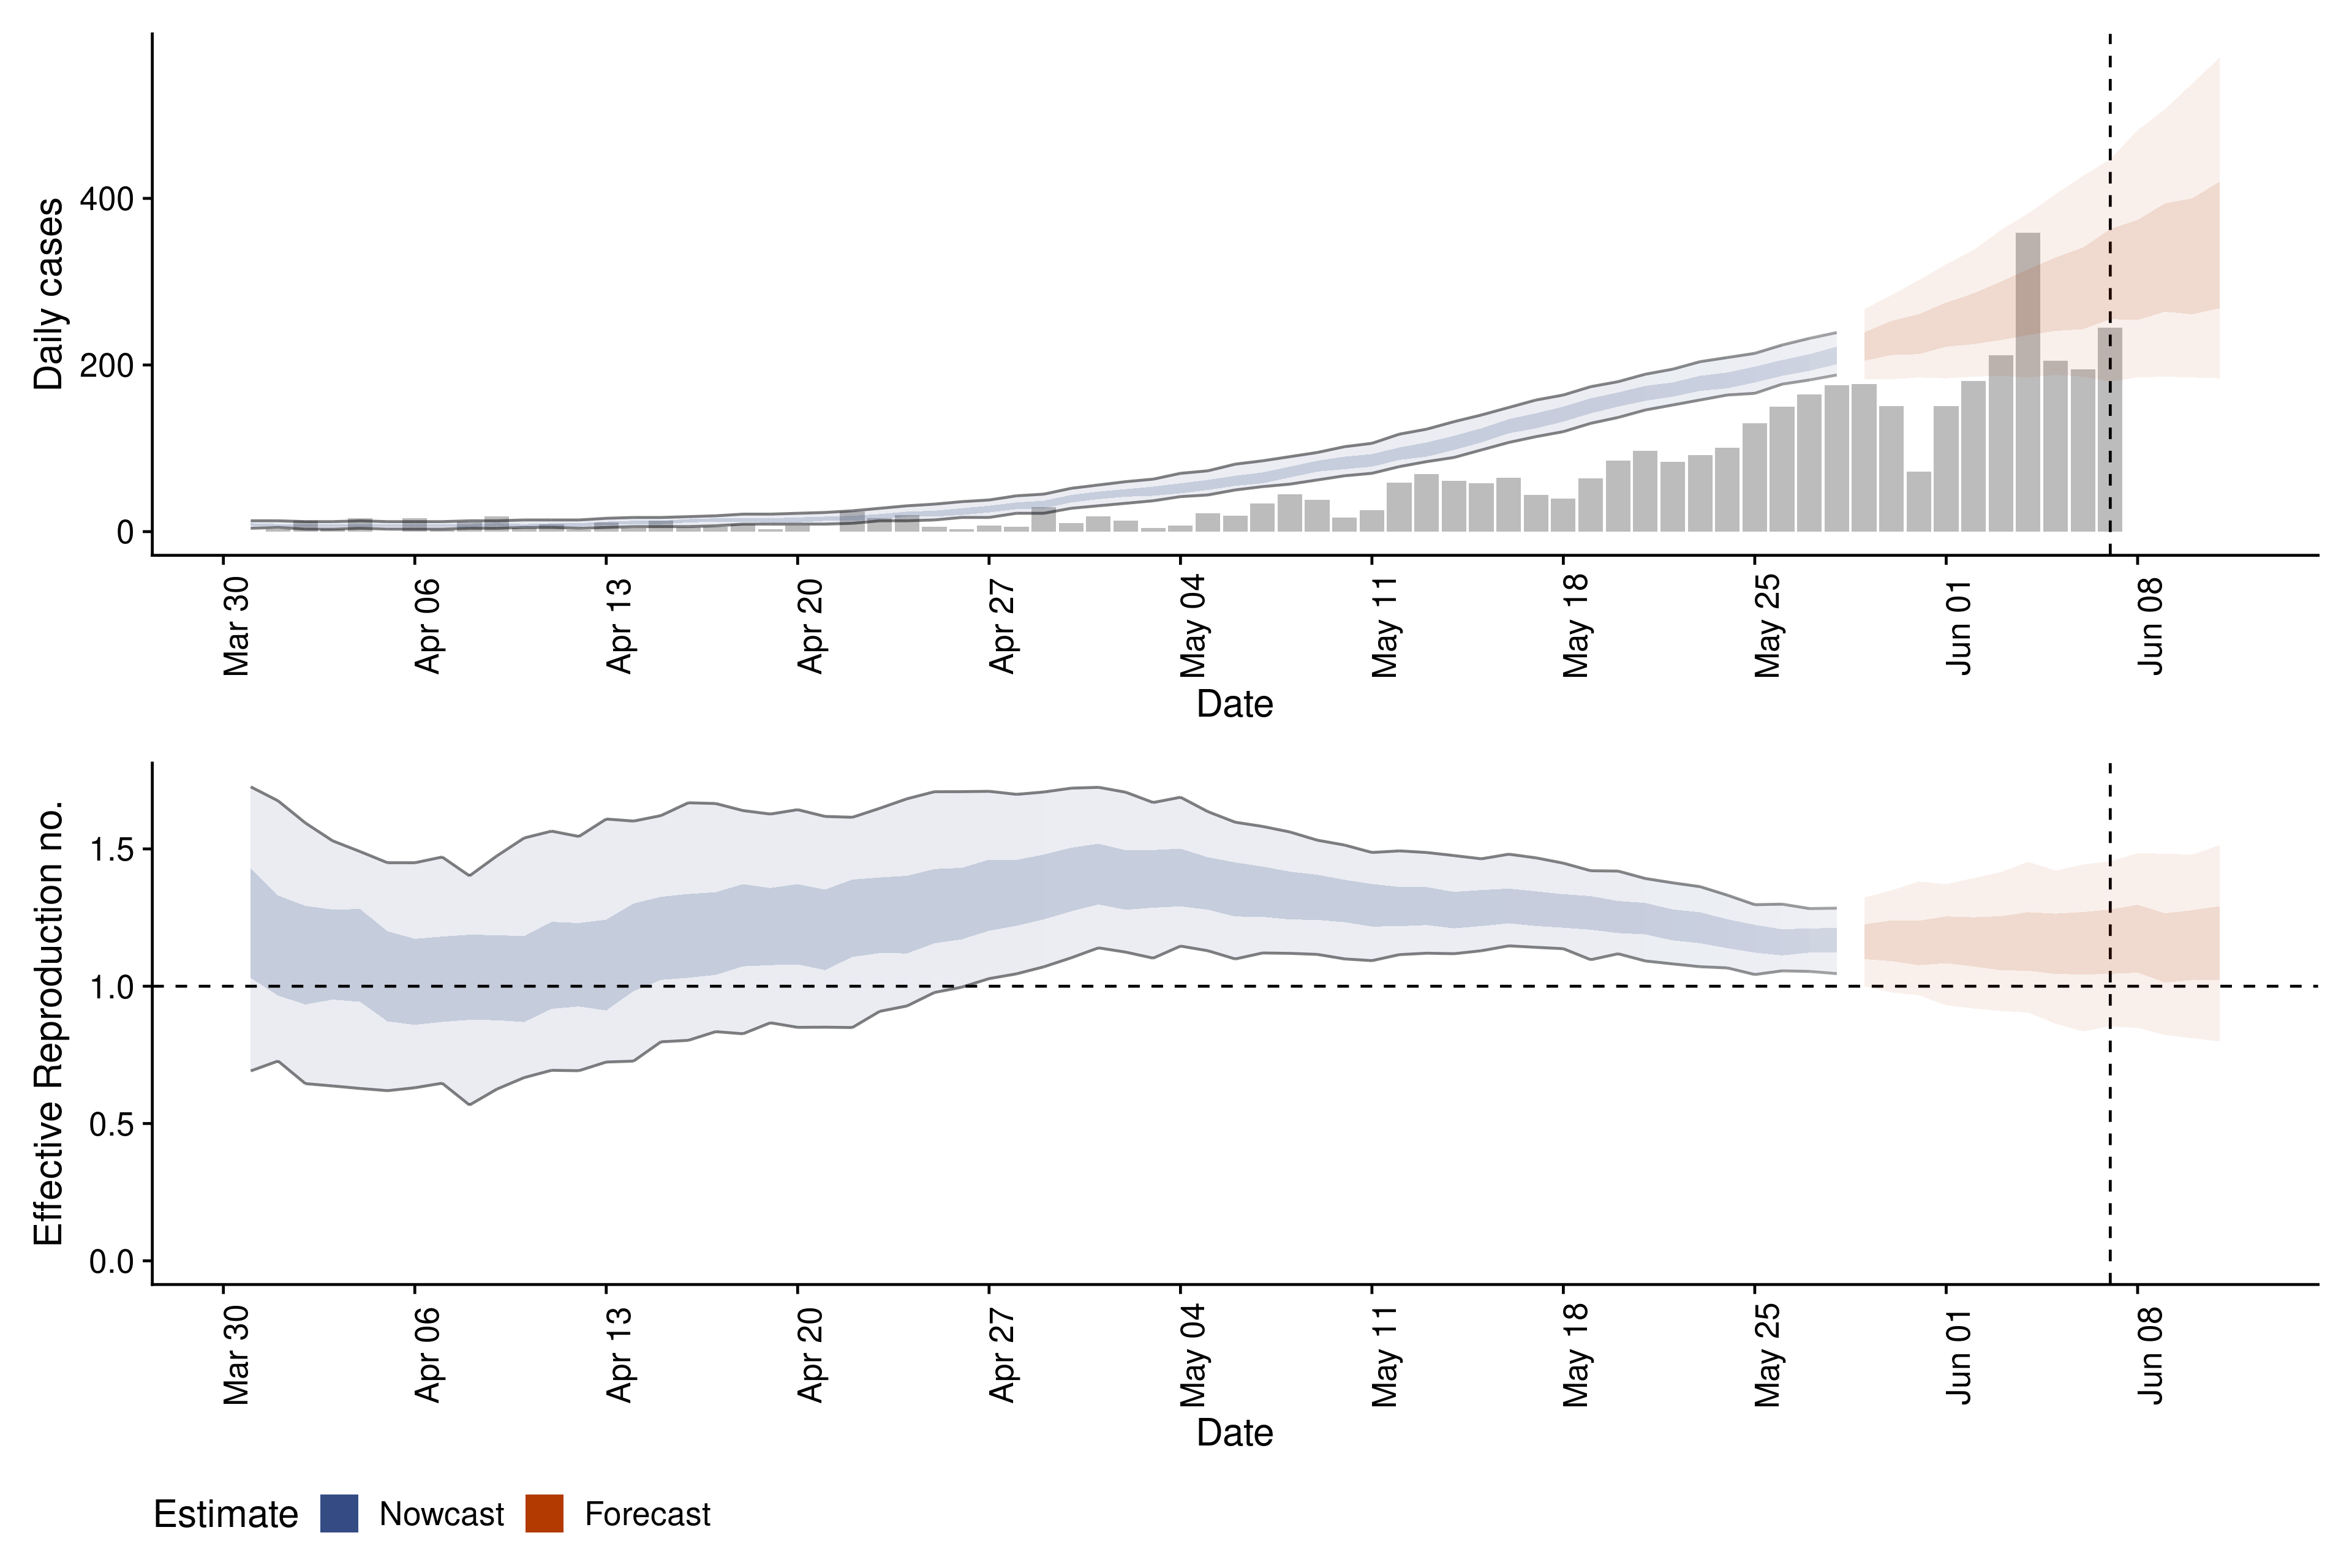 Daily cases
400
200
0
Mar 30
Apr 06
Apr 13
Apr 20
Apr 27
May 04
May 11
May 18
May 25
Jun 01
Jun 08
Date
Effective Reproduction no.
1.5
1.0
0.5
0.0
Mar 30
Apr 06
Apr 13
Apr 20
Apr 27
May 04
May 11
May 18
May 25
Jun 01
Jun 08
Date
Estimate Nowcast Forecast